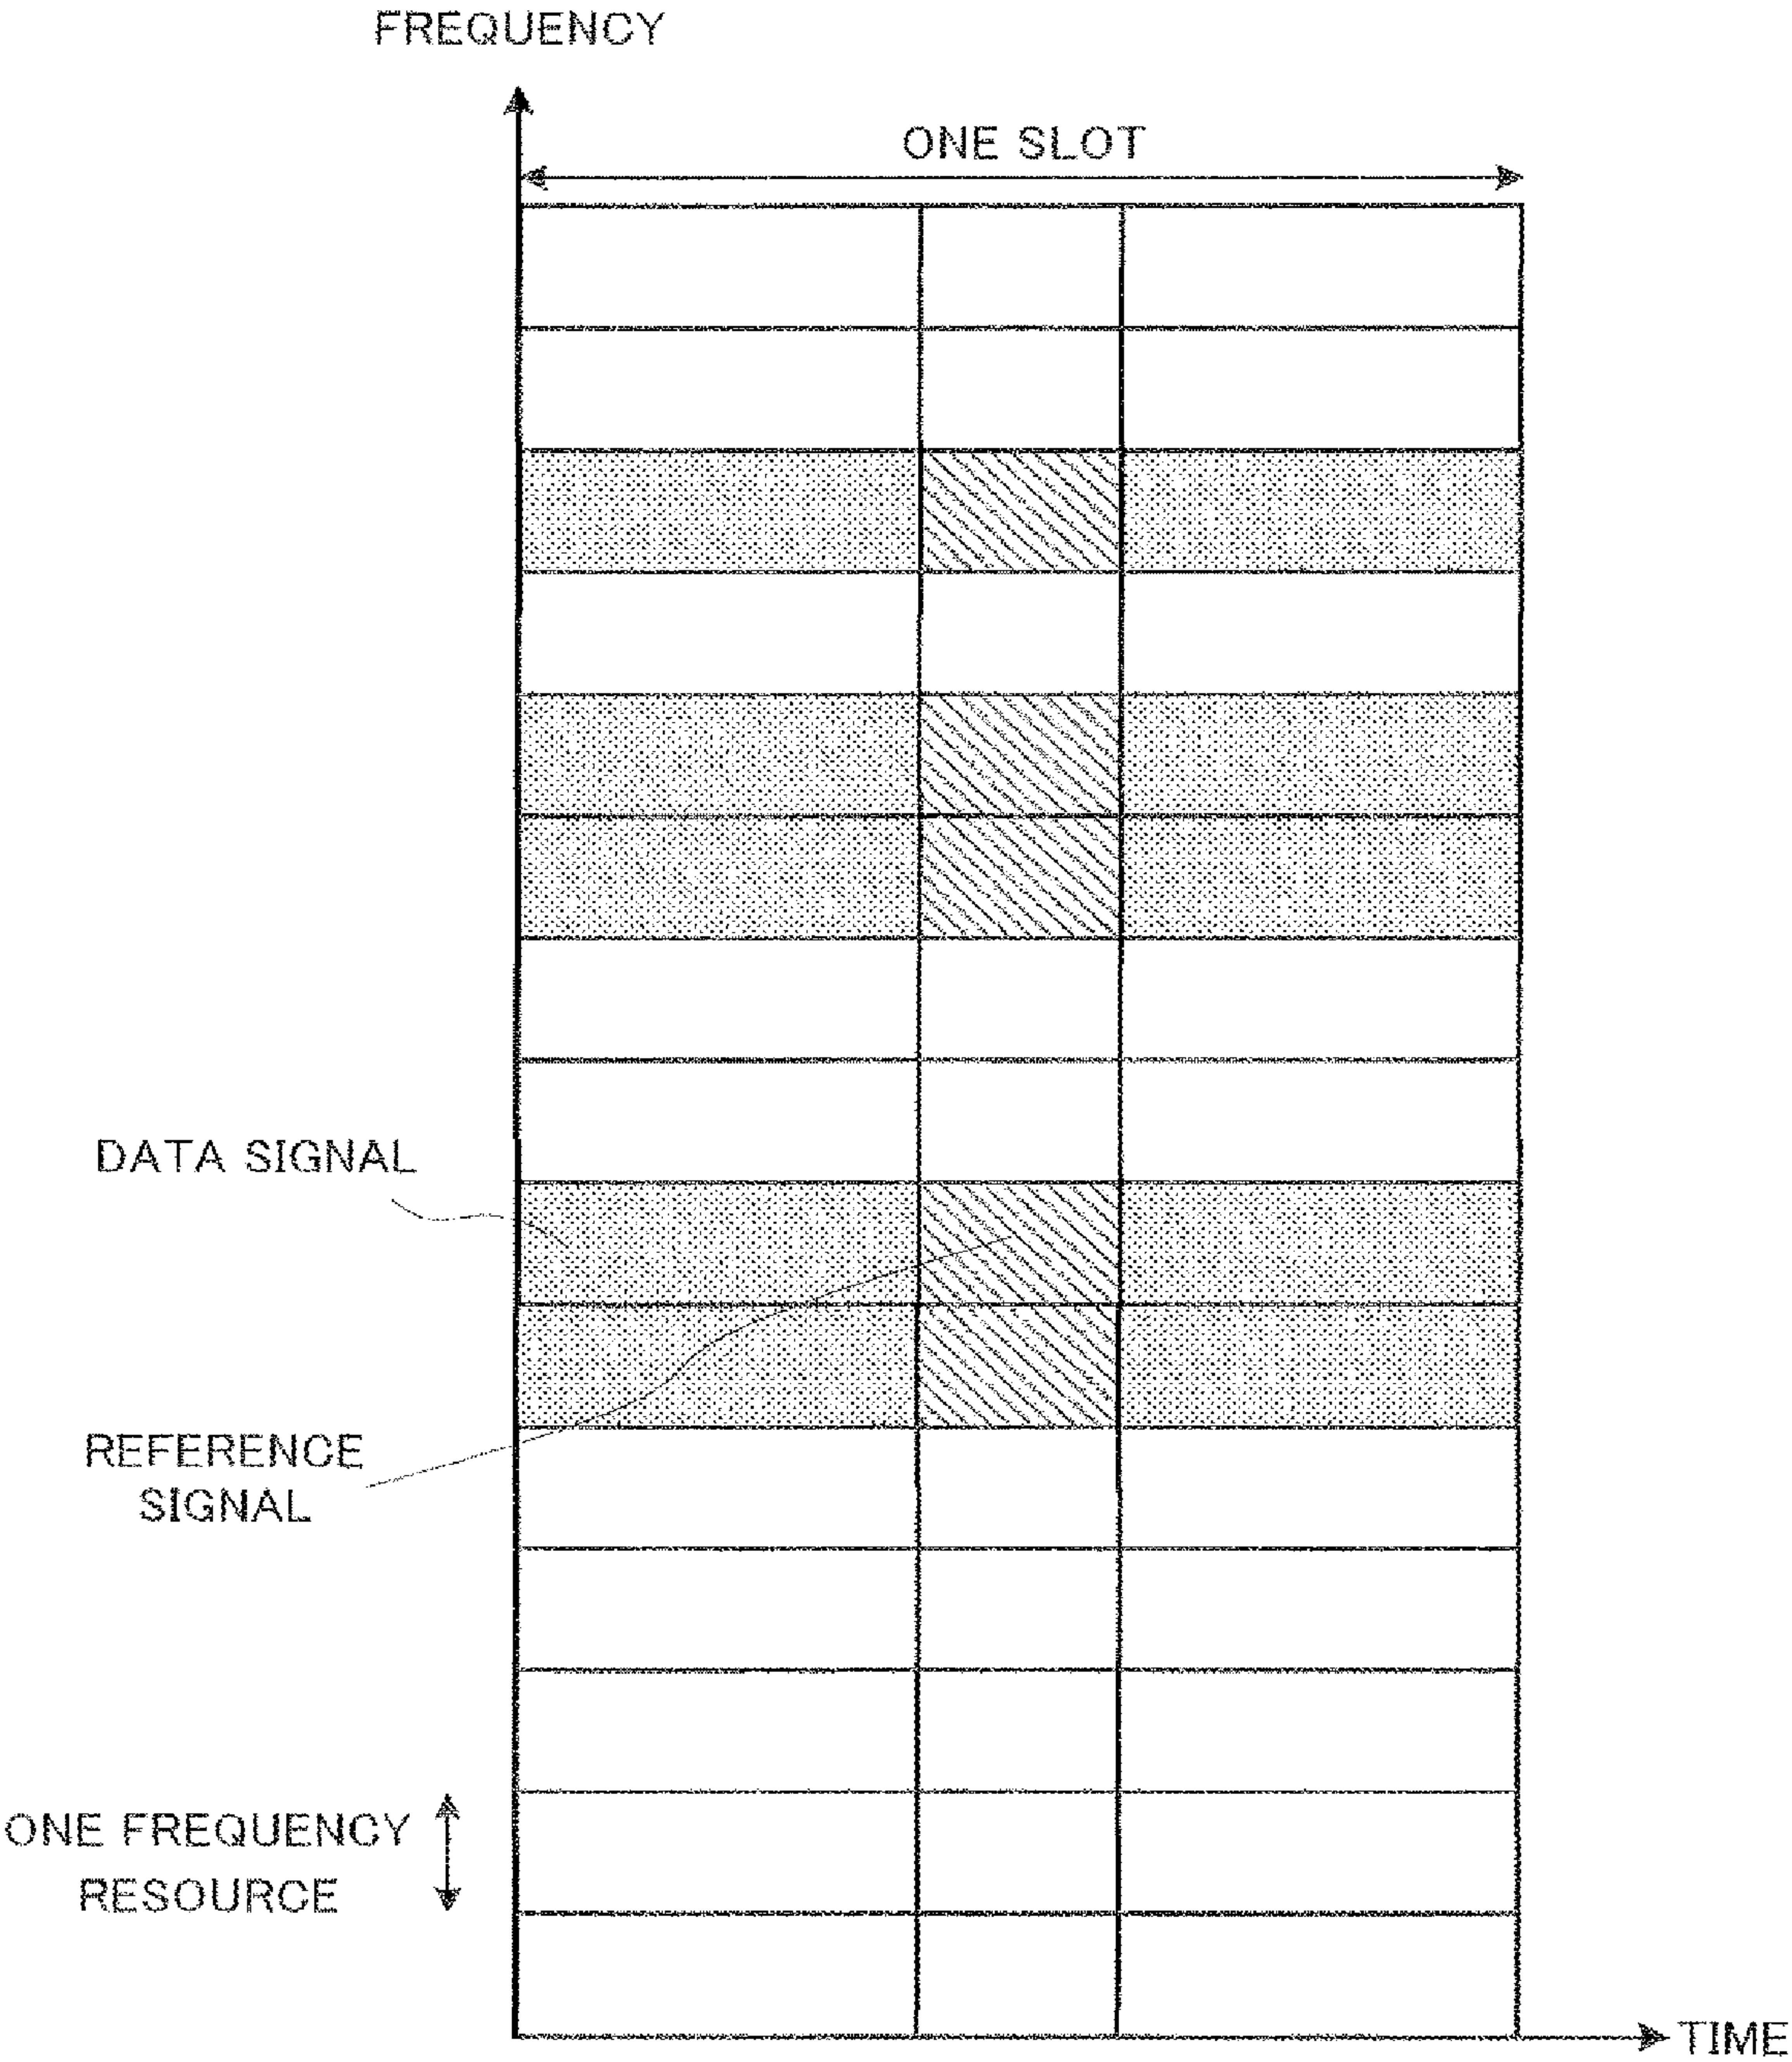 FREQUENCY
ONE SLOT
DATA SIGNAL
REFERENCE
SIGNAL
ONE FREQUENCY
RESOURCE
TIME